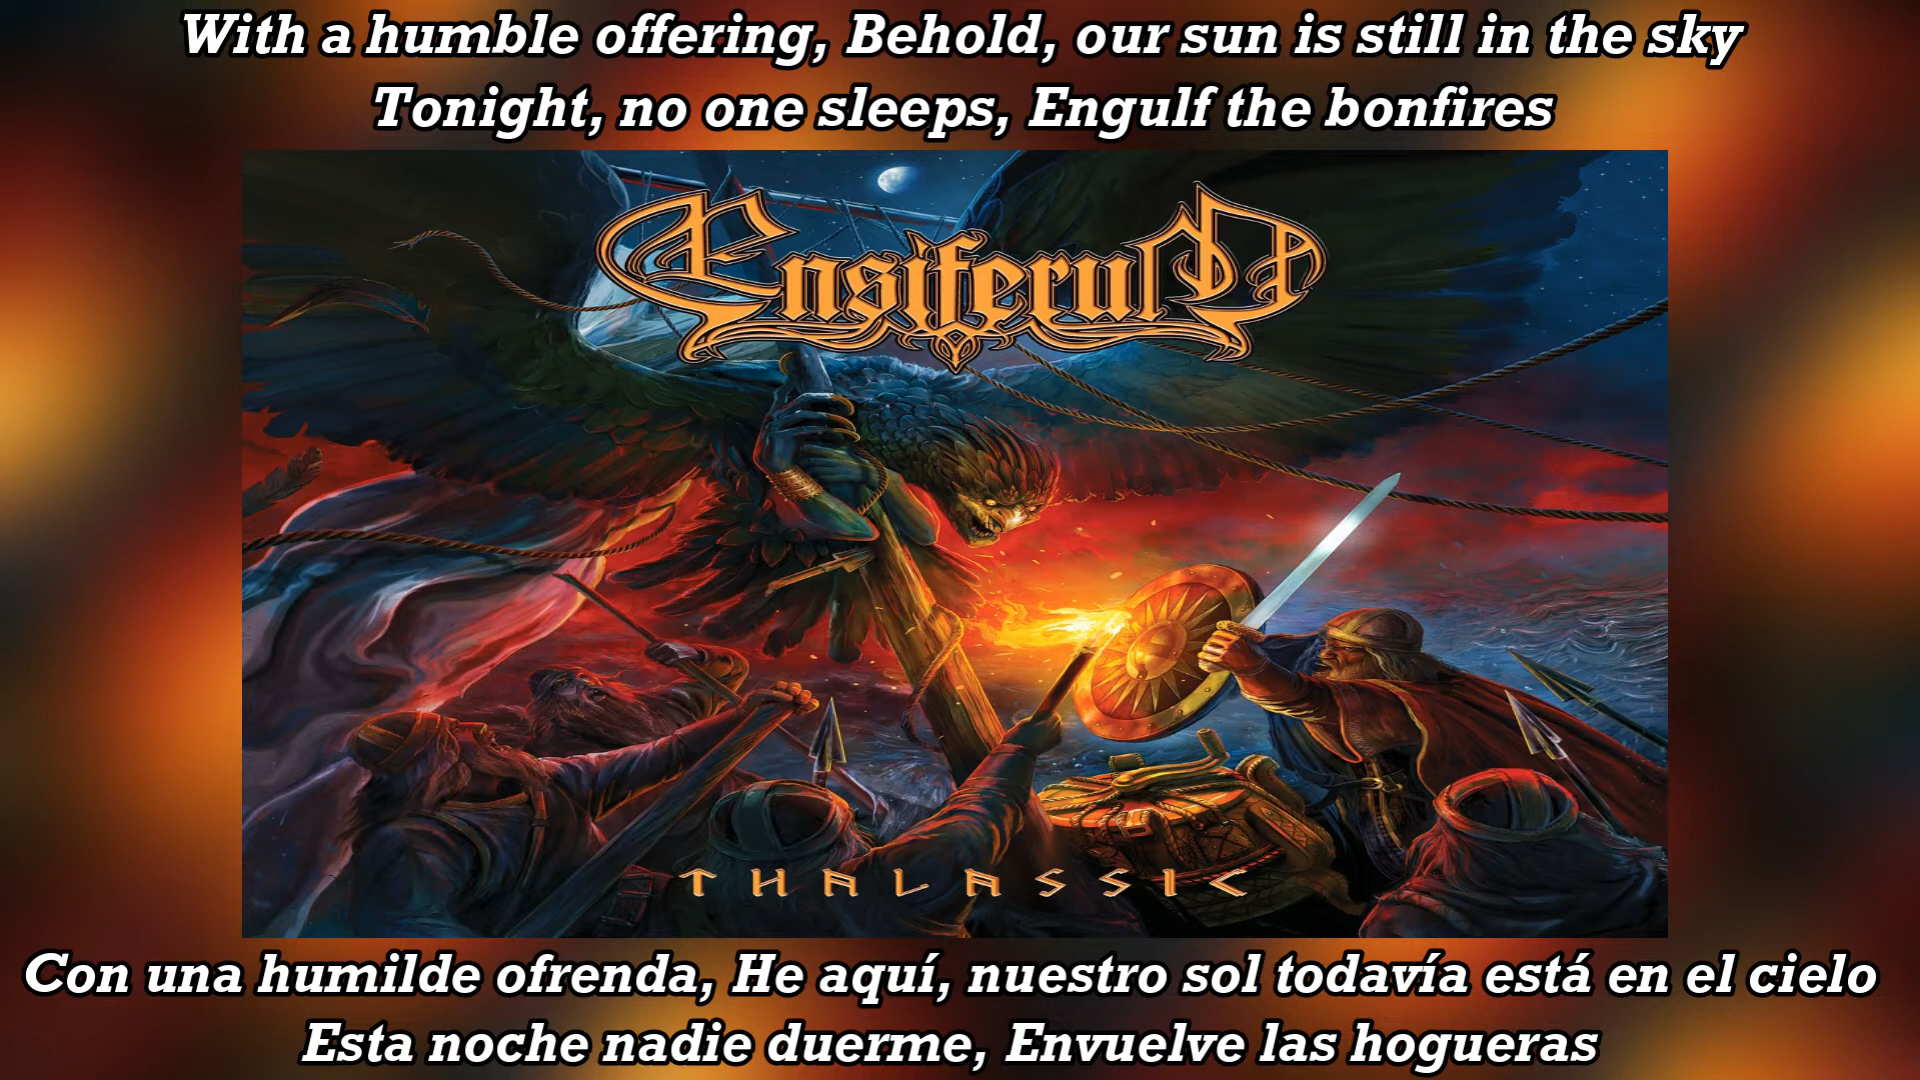 With a humble offering, Behold, our sun is still in the sky
Tonight, no one sleeps, Engulf the bonfires
Ensiferum
THALASSIC
Con una humilde ofrenda, He aquí, nuestro sol todavía está en el cielo
Esta noche nadie duerme, Envuelve las hogueras